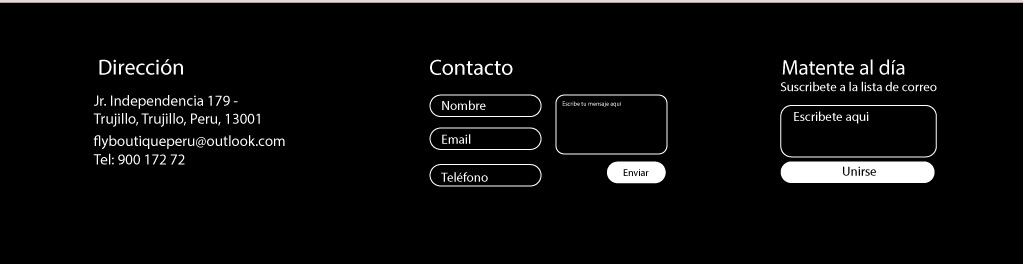 Dirección
Jr. Independencia 179 -
Trujillo, Trujillo, Peru, 13001
flyboutiqueperu@outlook.com
Tel: 900 172 72
Contacto
Nombre
Email
Teléfono
Escribe tu mensaje aqui
Enviar
Matente al día
Suscribete a la lista de correo
Escribete aqui
Unirse